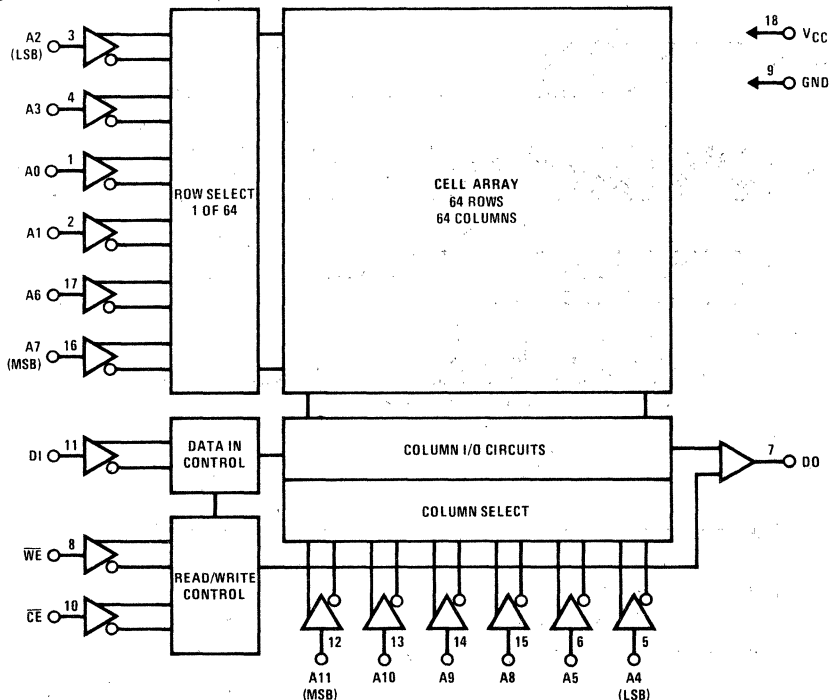 A2
(LSB)
3
A3
4
A0
1
A1
2
A6
17
A7
(MSB)
16
ROW SELECT
1 OF 64
CELL ARRAY
64 ROWS
64 COLUMNS
18
VCC
9
GND
DI
11
DATA IN
CONTROL
COLUMN I/O CIRCUITS
COLUMN SELECT
7
DO
WE
8
CE
10
READ/WRITE
CONTROL
12
13
14
15
6
5
A11
(MSB)
A10
A9
A8
A5
A4
(LSB)